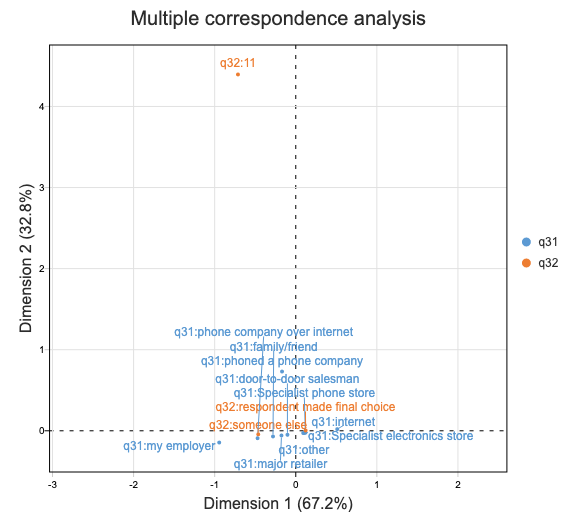 Multiple correspondence analysis
q32:11
4
3
2
1
0
Dimension 2 (32.8%)
q31
q32
q31:phone company over internet
q31:family/friend
q31:phoned a phone company
q31:door-to-door salesman
q31:Specialist phone store
q32:respondent made final choice
q31:internet
q32:someone else
q31:Specialist electronics store
q31:my employer
q31:other
q31:major retailer
-3 -2 -1 0 1 2
Dimension 1 (67.2%)